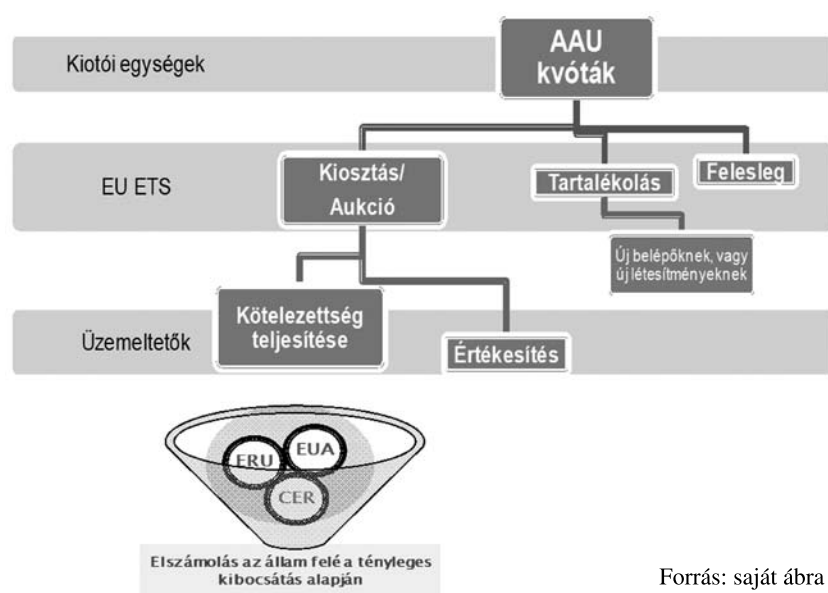 AAU
kvóták
Kiotói egységek
Kiosztás/
Aukció
Tartalékolás
Felesleg
EU ETS
Új belépőknek, vagy
új létesítményeknek
Kötelezettség
teljesítése
Értékesítés
Üzemeltetők
ERU
EUA
CER
Elszámolás az állam felé a tényleges
kibocsátás alapján
Forrás: saját ábra